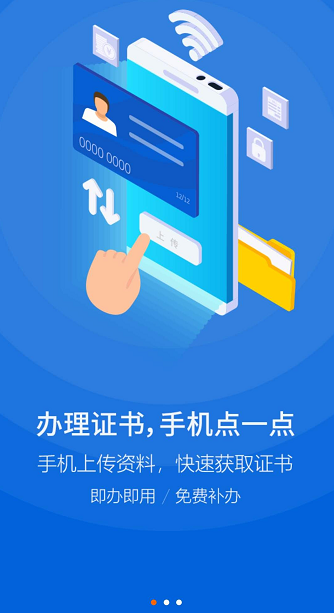 0000 0000
12/12
上传
办理证书，手机点一点
手机上传资料，快速获取证书
即办即用 / 免费补办